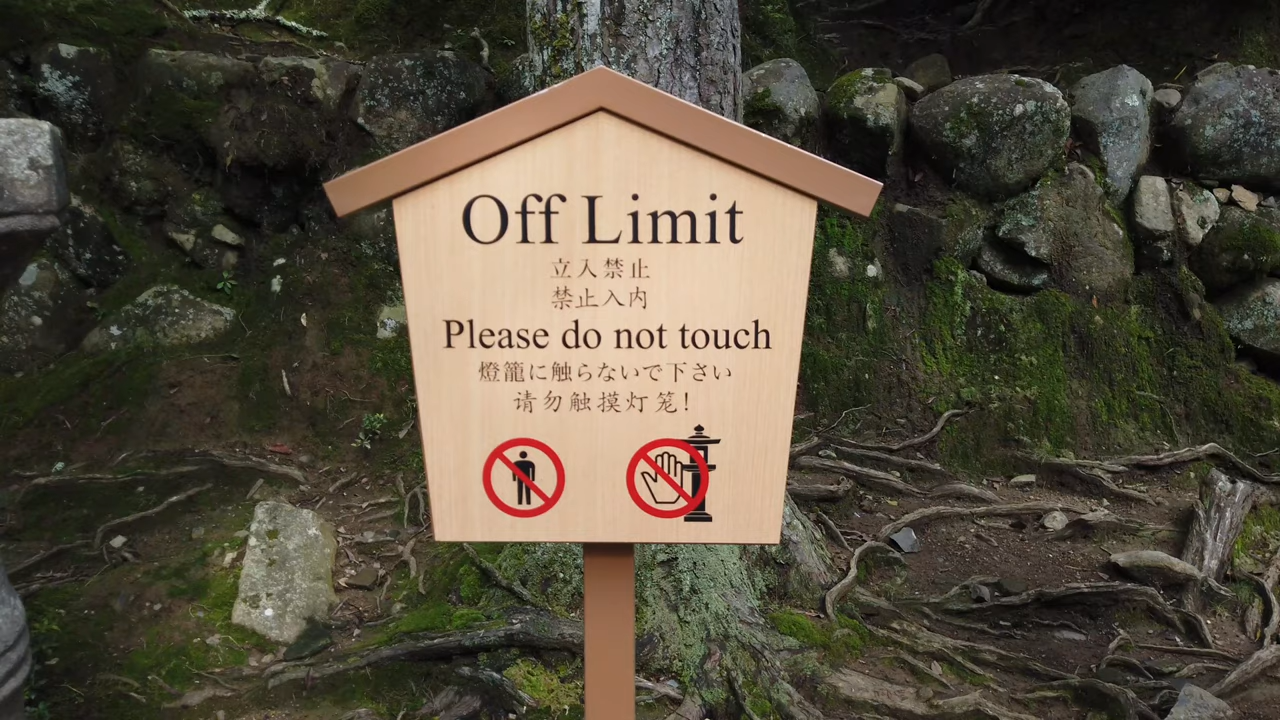 Off Limit
立入禁止
禁止入内
Please do not touch
燈籠に触らないで下さい
请勿触摸灯笼!